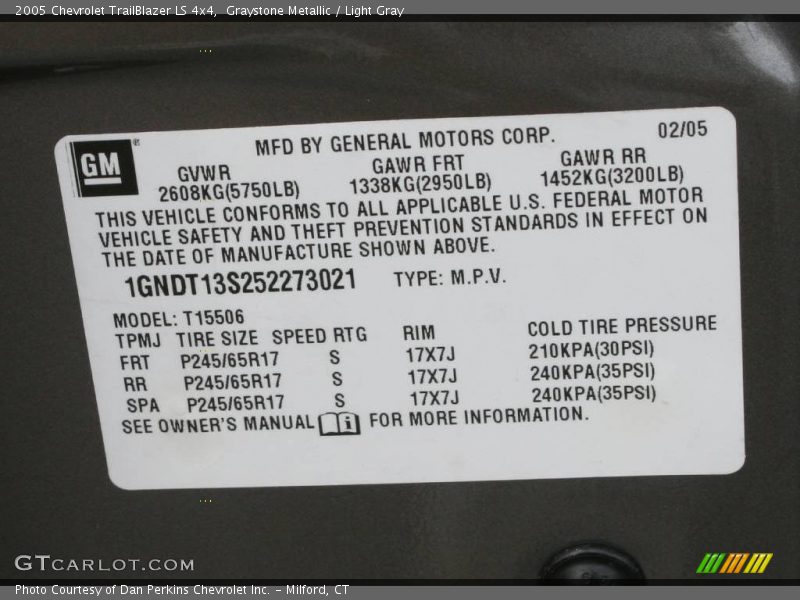 2005 Chevrolet TrailBlazer LS 4x4,  Graystone Metallic / Light Gray
MFD BY GENERAL MOTORS CORP. 02/05
GM
GVWR GAWR FRT GAWR RR
2608KG(5750LB) 1338KG(2950LB) 1452KG(3200LB)
THIS VEHICLE CONFORMS TO ALL APPLICABLE U.S. FEDERAL MOTOR
VEHICLE SAFETY AND THEFT PREVENTION STANDARDS IN EFFECT ON
THE DATE OF MANUFACTURE SHOWN ABOVE.
1GNDT13S252273021 TYPE: M.P.V.
MODEL: T15506
TPMJ TIRE SIZE SPEED RTG RIM COLD TIRE PRESSURE
FRT P245/65R17 S 17X7J 210KPA(30PSI)
RR P245/65R17 S 17X7J 240KPA(35PSI)
SPA P245/65R17 S 17X7J 240KPA(35PSI)
SEE OWNER'S MANUAL i FOR MORE INFORMATION.
GTCARLOT.COM
Photo Courtesy of Dan Perkins Chevrolet Inc. - Milford, CT